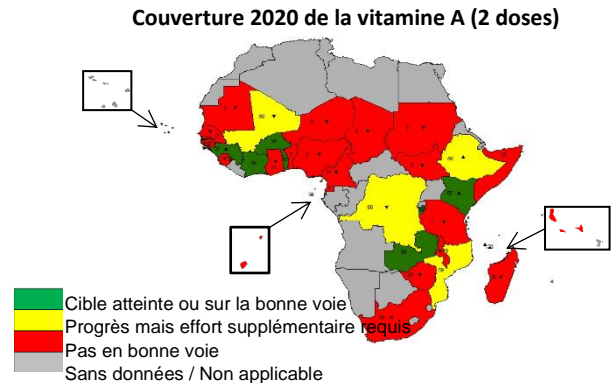 Couverture 2020 de la vitamine A (2 doses)
Cible atteinte ou sur la bonne voie
Progrès mais effort supplémentaire requis
Pas en bonne voie
Sans données / Non applicable